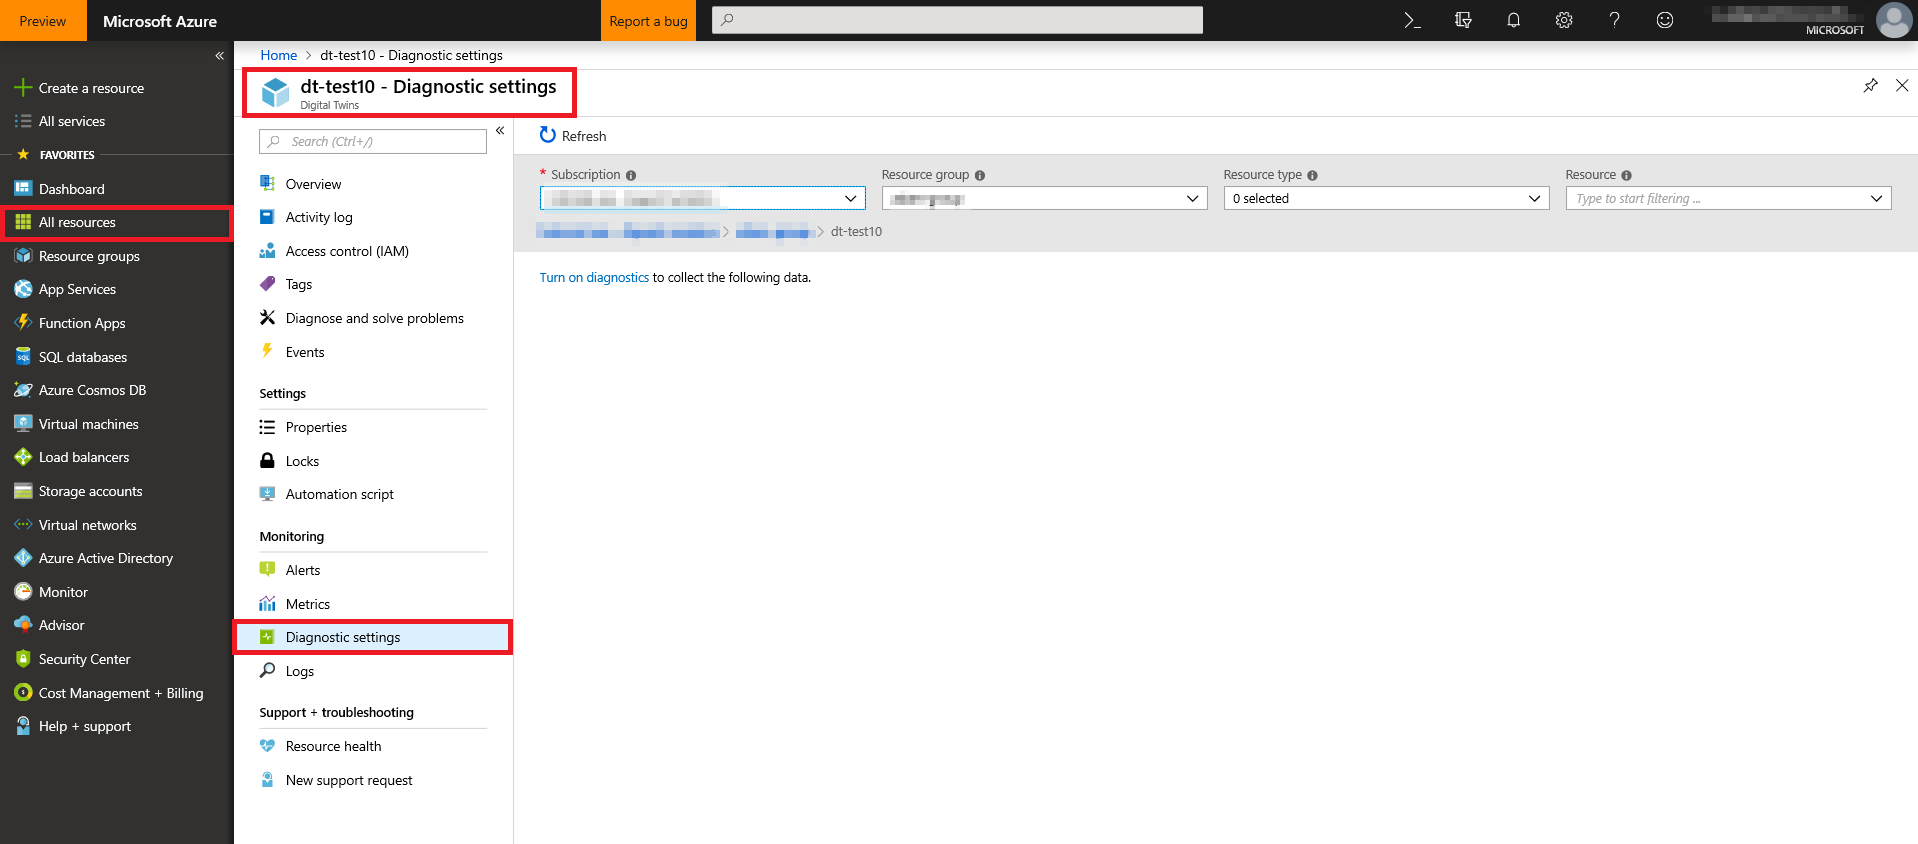 Preview
Microsoft Azure
Report a bug
MICROSOFT
Create a resource
All services
FAVORITES
Dashboard
All resources
Resource groups
App Services
Function Apps
SQL databases
Azure Cosmos DB
Virtual machines
Load balancers
Storage accounts
Virtual networks
Azure Active Directory
Monitor
Advisor
Security Center
Cost Management + Billing
Help + support
Home > dt-test10 - Diagnostic settings
dt-test10 - Diagnostic settings
Digital Twins
Search (Ctrl+/)
Overview
Activity log
Access control (IAM)
Tags
Diagnose and solve problems
Events
Settings
Properties
Locks
Automation script
Monitoring
Alerts
Metrics
Diagnostic settings
Logs
Support + troubleshooting
Resource health
New support request
Refresh
* Subscription
Resource group
Resource type
0 selected
Resource
Type to start filtering ...
> > dt-test10
Turn on diagnostics to collect the following data.